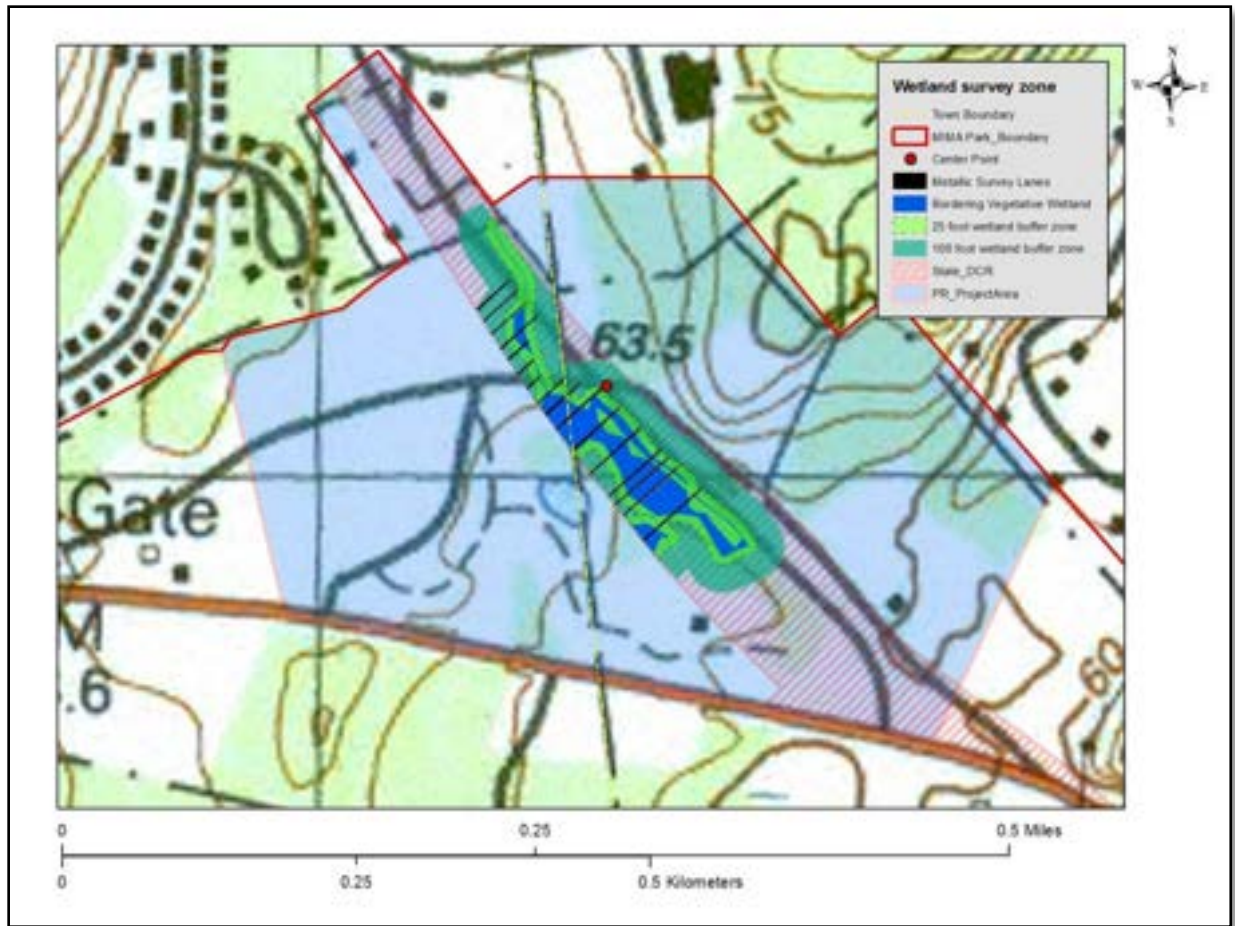 N
W E
S
Wetland survey zone
Town Boundary
MIMA Park_Boundary
Center Point
Metallic Survey Lanes
Bordering Vegetative Wetland
25 foot wetland buffer zone
100 foot wetland buffer zone
State_DCR
PR_ProjectArea
75
63.5
Gate
M
.6
60
0 0.25 0.5 Miles
0 0.25 0.5 Kilometers